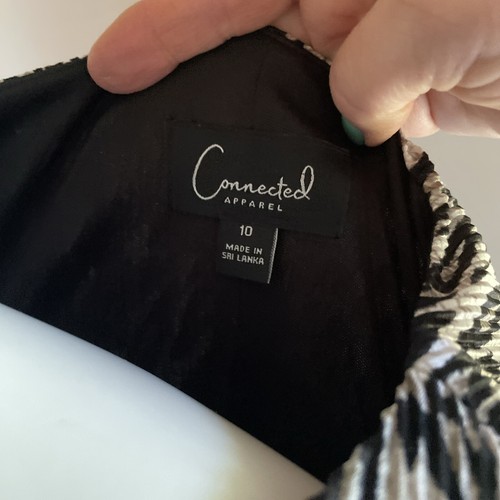 Connected
APPAREL
10
MADE IN
SRI LANKA